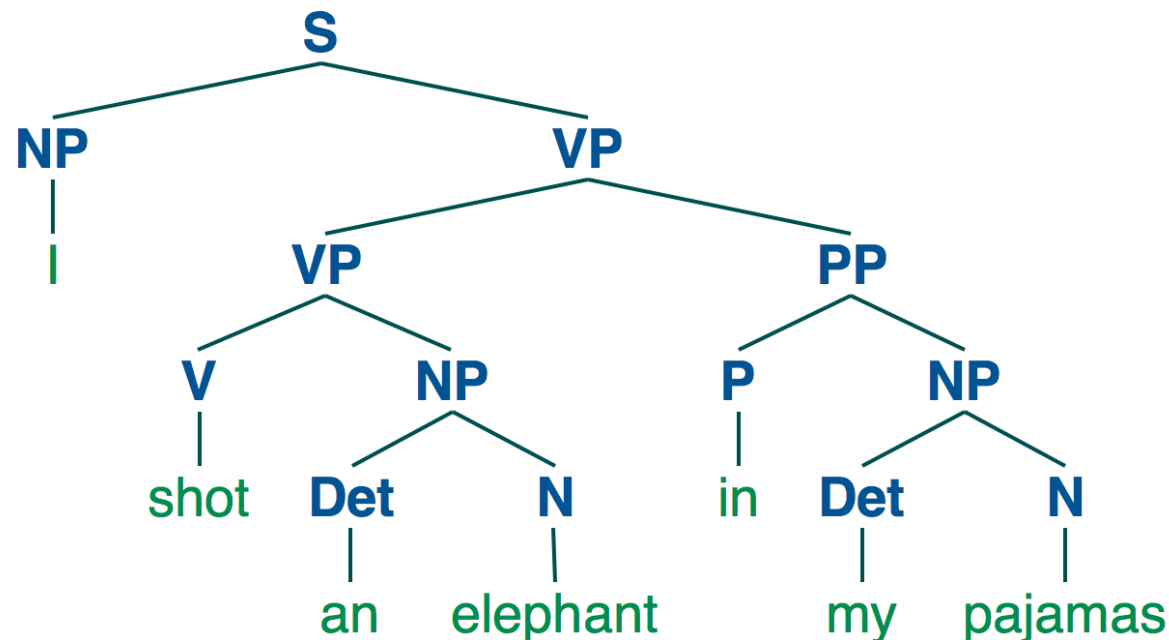 S
NP VP
I VP PP
V NP P NP
shot Det N in Det N
an elephant my pajamas